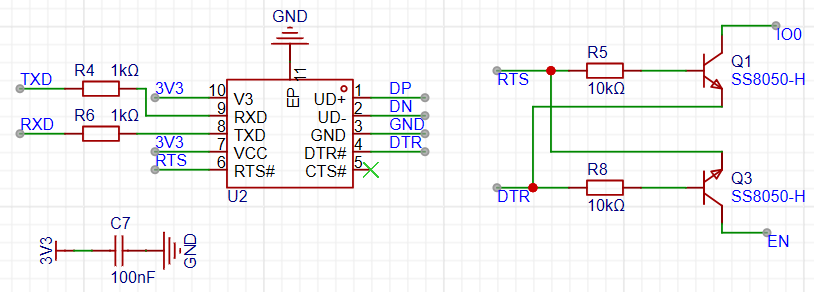 GND
TXD R4 1kΩ
RXD R6 1kΩ
3V3 10 V3
9 RXD
8 TXD
3V3 7 VCC
RTS 6 RTS#
EP 11
UD+ 1 DP
UD- 2 DN
GND 3 GND
DTR# 4 DTR
CTS# 5
U2
C7
3V3 GND
100nF
IO0
RTS R5 10kΩ
Q1
SS8050-H
DTR R8 10kΩ
Q3
SS8050-H
EN